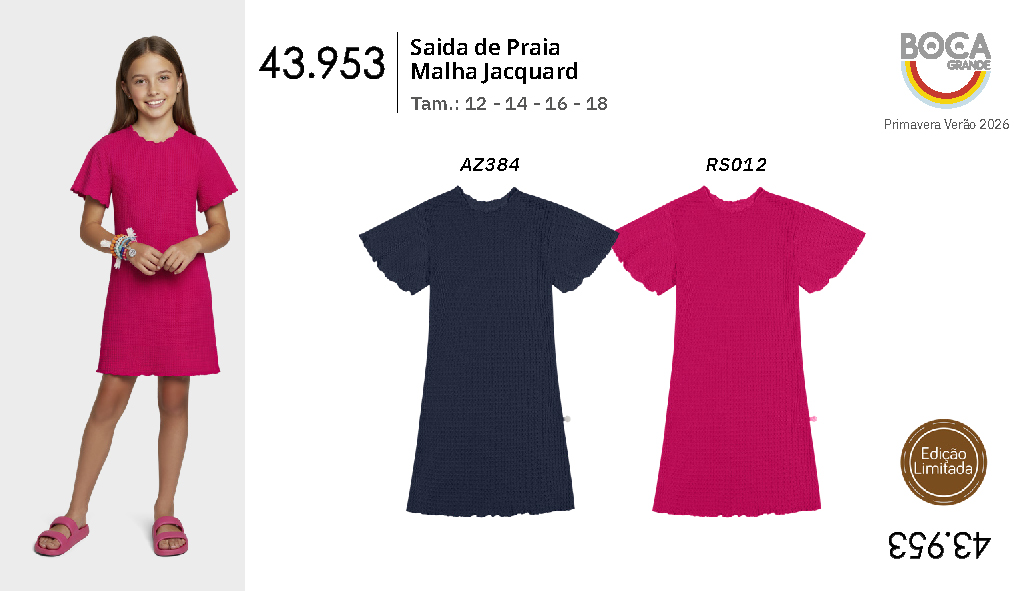 43.953
Saida de Praia
Malha Jacquard
Tam.: 12 - 14 - 16 - 18
BOCA
GRANDE
Primavera Verão 2026
AZ384
RS012
Edição
Limitada
43.953